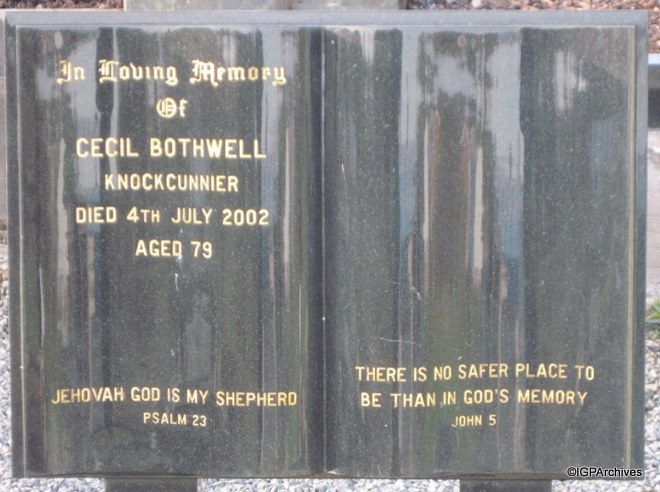 In Loving Memory
Of
CECIL BOTHWELL
KNOCKCUNNIER
DIED 4TH JULY 2002
AGED 79
JEHOVAH GOD IS MY SHEPHERD
PSALM 23
THERE IS NO SAFER PLACE TO
BE THAN IN GOD'S MEMORY
JOHN 5
©IGPArchives